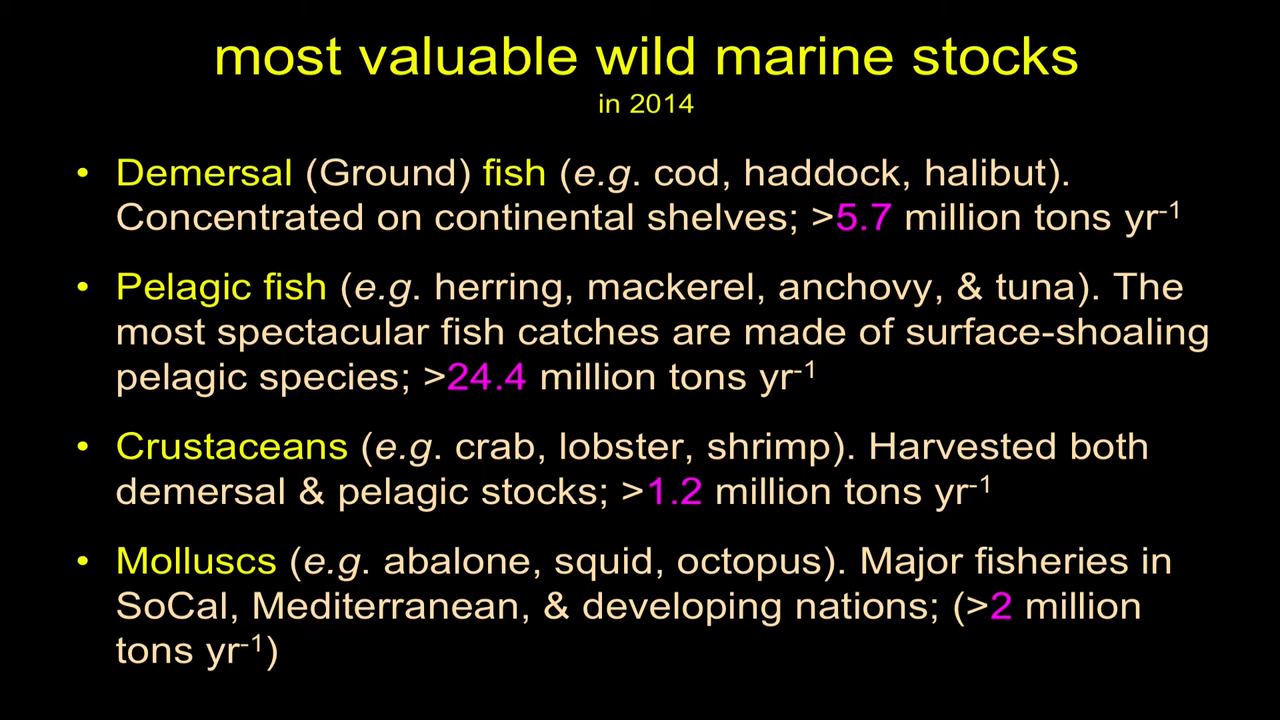 most valuable wild marine stocks
in 2014
• Demersal (Ground) fish (e.g. cod, haddock, halibut).
Concentrated on continental shelves; >5.7 million tons yr⁻¹
• Pelagic fish (e.g. herring, mackerel, anchovy, & tuna). The
most spectacular fish catches are made of surface-shoaling
pelagic species; >24.4 million tons yr⁻¹
• Crustaceans (e.g. crab, lobster, shrimp). Harvested both
demersal & pelagic stocks; >1.2 million tons yr⁻¹
• Molluscs (e.g. abalone, squid, octopus). Major fisheries in
SoCal, Mediterranean, & developing nations; (>2 million
tons yr⁻¹)